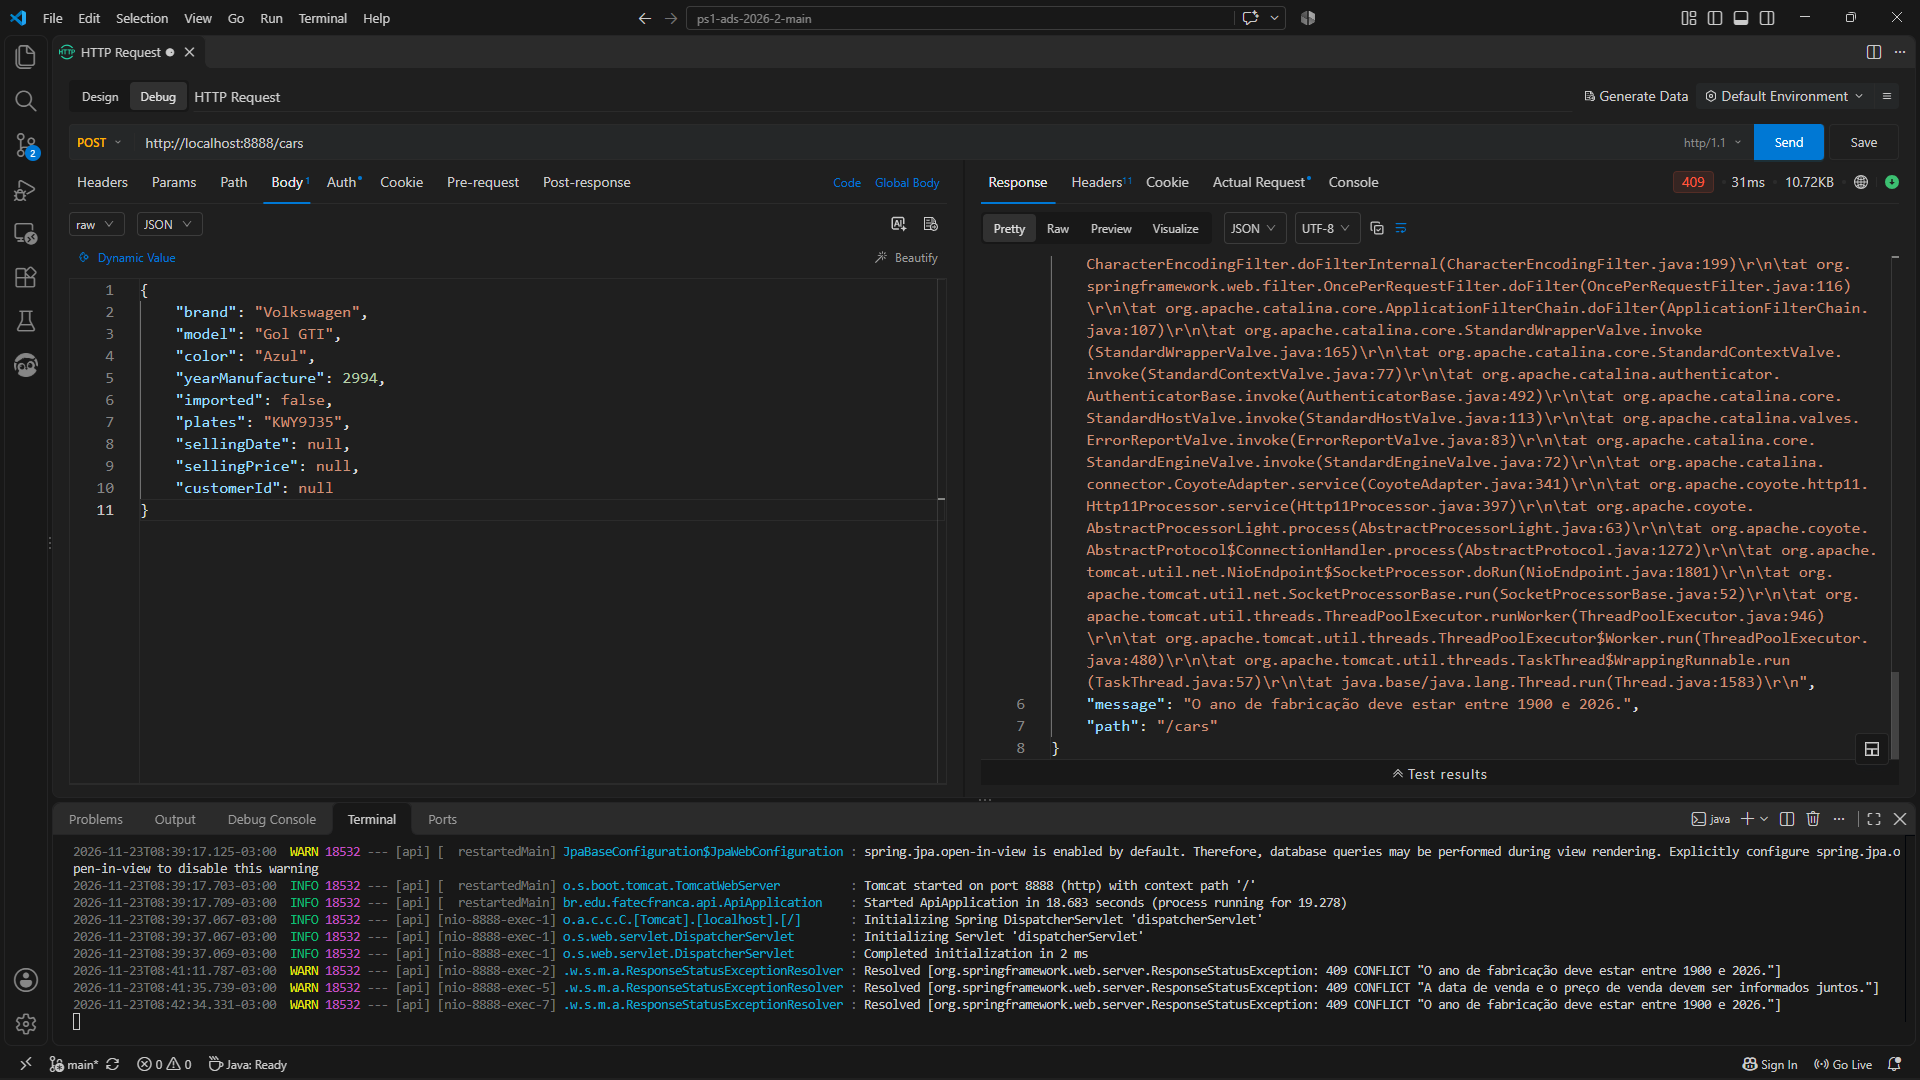 File Edit Selection View Go Run Terminal Help
ps1-ads-2026-2-main
HTTP HTTP Request
Design Debug HTTP Request
Generate Data Default Environment
POST http://localhost:8888/cars http/1.1 Send Save
Headers Params Path Body 1 Auth Cookie Pre-request Post-response Code Global Body
raw JSON
Dynamic Value Beautify
1 {
2 "brand": "Volkswagen",
3 "model": "Gol GTI",
4 "color": "Azul",
5 "yearManufacture": 2994,
6 "imported": false,
7 "plates": "KWY9J35",
8 "sellingDate": null,
9 "sellingPrice": null,
10 "customerId": null
11 }
Response Headers 11 Cookie Actual Request Console 409 31ms 10.72KB
Pretty Raw Preview Visualize JSON UTF-8
CharacterEncodingFilter.doFilterInternal(CharacterEncodingFilter.java:199)\r\n\tat org.
springframework.web.filter.OncePerRequestFilter.doFilter(OncePerRequestFilter.java:116)
\r\n\tat org.apache.catalina.core.ApplicationFilterChain.doFilter(ApplicationFilterChain.
java:107)\r\n\tat org.apache.catalina.core.StandardWrapperValve.invoke
(StandardWrapperValve.java:165)\r\n\tat org.apache.catalina.core.StandardContextValve.
invoke(StandardContextValve.java:77)\r\n\tat org.apache.catalina.authenticator.
AuthenticatorBase.invoke(AuthenticatorBase.java:492)\r\n\tat org.apache.catalina.core.
StandardHostValve.invoke(StandardHostValve.java:113)\r\n\tat org.apache.catalina.valves.
ErrorReportValve.invoke(ErrorReportValve.java:83)\r\n\tat org.apache.catalina.core.
StandardEngineValve.invoke(StandardEngineValve.java:72)\r\n\tat org.apache.catalina.
connector.CoyoteAdapter.service(CoyoteAdapter.java:341)\r\n\tat org.apache.coyote.http11.
Http11Processor.service(Http11Processor.java:397)\r\n\tat org.apache.coyote.
AbstractProcessorLight.process(AbstractProcessorLight.java:63)\r\n\tat org.apache.coyote.
AbstractProtocol$ConnectionHandler.process(AbstractProtocol.java:1272)\r\n\tat org.apache.
tomcat.util.net.NioEndpoint$SocketProcessor.doRun(NioEndpoint.java:1801)\r\n\tat org.
apache.tomcat.util.net.SocketProcessorBase.run(SocketProcessorBase.java:52)\r\n\tat org.
apache.tomcat.util.threads.ThreadPoolExecutor.runWorker(ThreadPoolExecutor.java:946)
\r\n\tat org.apache.tomcat.util.threads.ThreadPoolExecutor$Worker.run(ThreadPoolExecutor.
java:480)\r\n\tat org.apache.tomcat.util.threads.TaskThread$WrappingRunnable.run
(TaskThread.java:57)\r\n\tat java.base/java.lang.Thread.run(Thread.java:1583)\r\n",
6 "message": "O ano de fabricação deve estar entre 1900 e 2026.",
7 "path": "/cars"
8 }
Test results
Problems Output Debug Console Terminal Ports java
2026-11-23T08:39:17.125-03:00 WARN 18532 --- [api] [ restartedMain] JpaBaseConfiguration$JpaWebConfiguration : spring.jpa.open-in-view is enabled by default. Therefore, database queries may be performed during view rendering. Explicitly configure spring.jpa.o
pen-in-view to disable this warning
2026-11-23T08:39:17.703-03:00 INFO 18532 --- [api] [ restartedMain] o.s.boot.tomcat.TomcatWebServer : Tomcat started on port 8888 (http) with context path '/'
2026-11-23T08:39:17.709-03:00 INFO 18532 --- [api] [ restartedMain] br.edu.fatecfranca.api.ApiApplication : Started ApiApplication in 18.683 seconds (process running for 19.278)
2026-11-23T08:39:37.067-03:00 INFO 18532 --- [api] [nio-8888-exec-1] o.a.c.c.C.[Tomcat].[localhost].[/] : Initializing Spring DispatcherServlet 'dispatcherServlet'
2026-11-23T08:39:37.067-03:00 INFO 18532 --- [api] [nio-8888-exec-1] o.s.web.servlet.DispatcherServlet : Initializing Servlet 'dispatcherServlet'
2026-11-23T08:39:37.069-03:00 INFO 18532 --- [api] [nio-8888-exec-1] o.s.web.servlet.DispatcherServlet : Completed initialization in 2 ms
2026-11-23T08:41:11.787-03:00 WARN 18532 --- [api] [nio-8888-exec-2] .w.s.m.a.ResponseStatusExceptionResolver : Resolved [org.springframework.web.server.ResponseStatusException: 409 CONFLICT "O ano de fabricação deve estar entre 1900 e 2026."]
2026-11-23T08:41:35.739-03:00 WARN 18532 --- [api] [nio-8888-exec-5] .w.s.m.a.ResponseStatusExceptionResolver : Resolved [org.springframework.web.server.ResponseStatusException: 409 CONFLICT "A data de venda e o preço de venda devem ser informados juntos."]
2026-11-23T08:42:34.331-03:00 WARN 18532 --- [api] [nio-8888-exec-7] .w.s.m.a.ResponseStatusExceptionResolver : Resolved [org.springframework.web.server.ResponseStatusException: 409 CONFLICT "O ano de fabricação deve estar entre 1900 e 2026."]
2
main* 0 0 Java: Ready Sign In Go Live